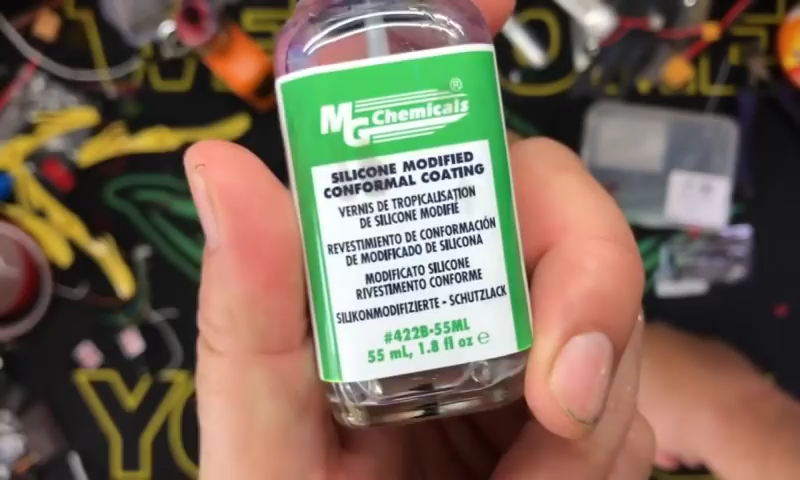 MG Chemicals®
SILICONE MODIFIED
CONFORMAL COATING
VERNIS DE TROPICALISATION
DE SILICONE MODIFIÉ
REVESTIMIENTO DE CONFORMACIÓN
DE MODIFICADO DE SILICONA
MODIFICATO SILICONE
RIVESTIMENTO CONFORME
SILIKONMODIFIZIERTE - SCHUTZLACK
#422B-55ML
55 mL, 1.8 fl oz ℮